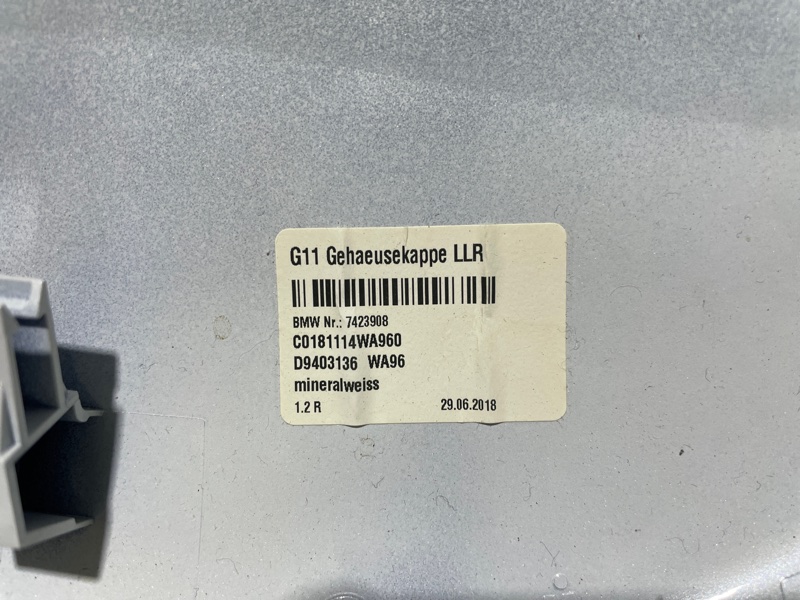 G11 Gehaeusekappe LLR
BMW Nr.: 7423908
C0181114WA960
D9403136 WA96
mineralweiss
1.2 R 29.06.2018